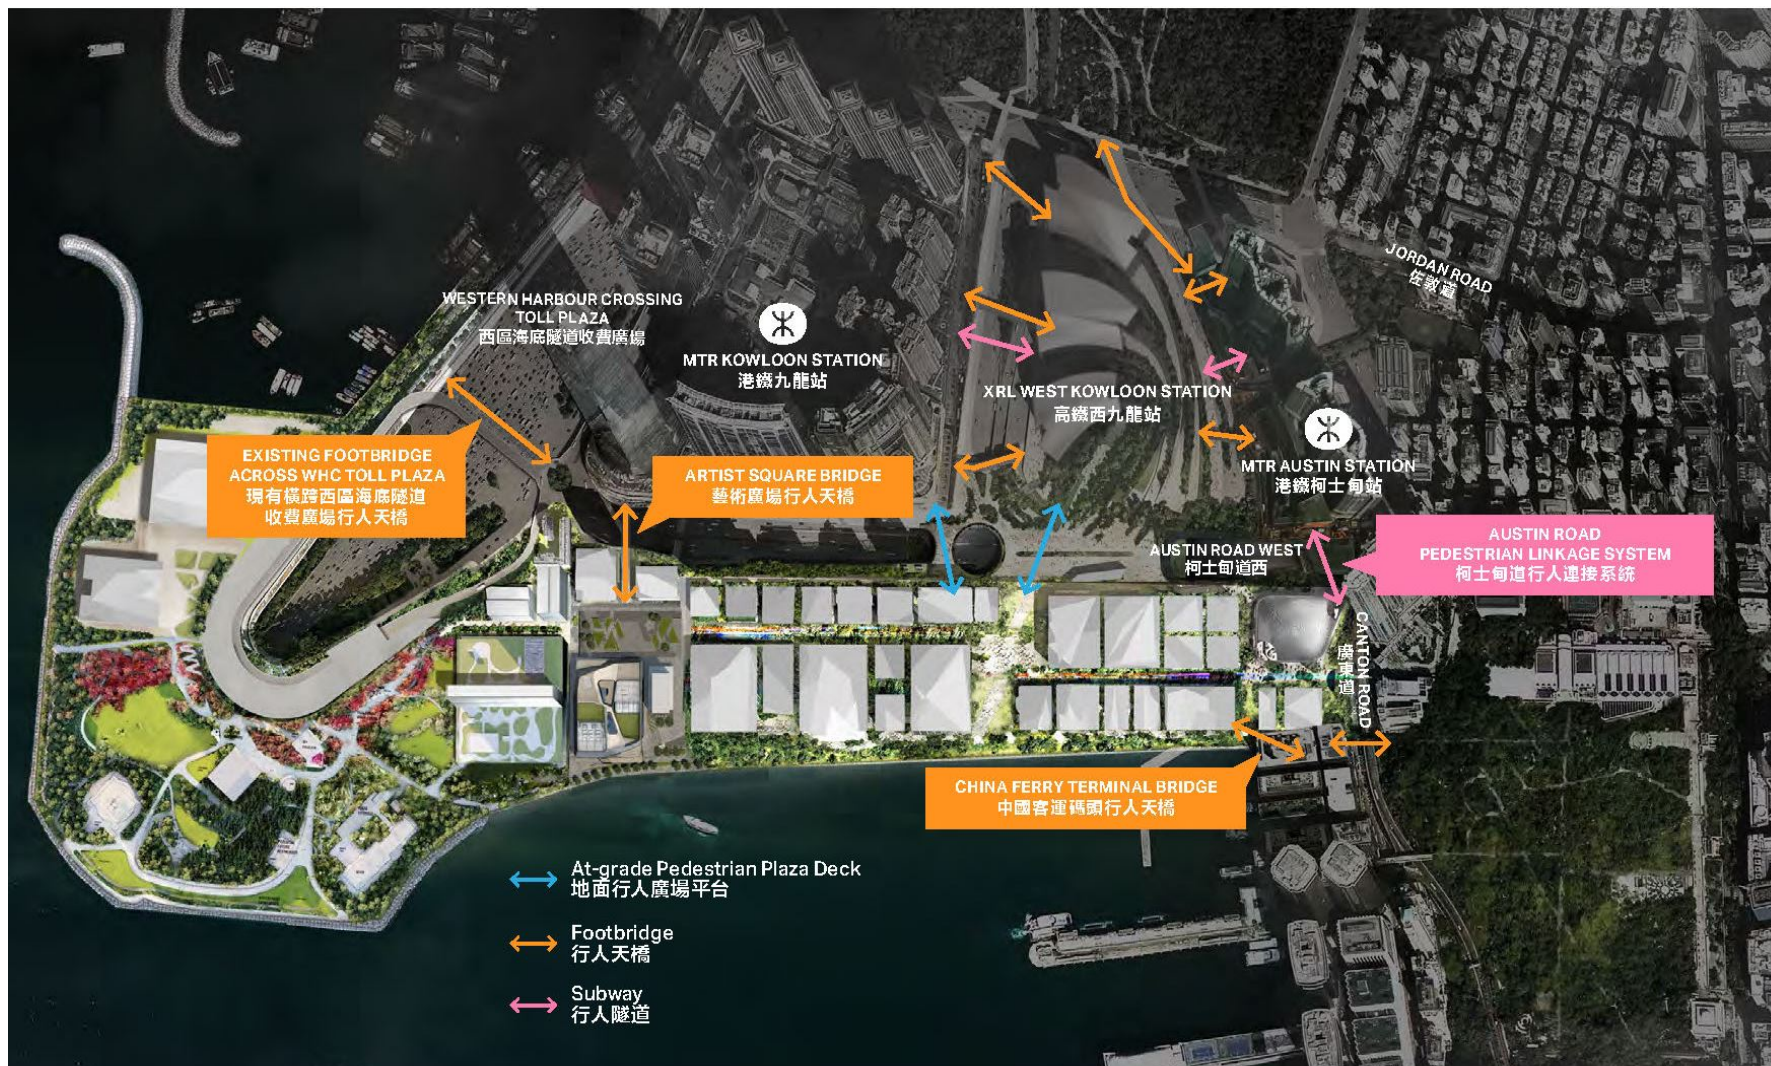 JORDAN ROAD
佐敦道
WESTERN HARBOUR CROSSING
TOLL PLAZA
西區海底隧道收費廣場
MTR KOWLOON STATION
港鐵九龍站
XRL WEST KOWLOON STATION
高鐵西九龍站
MTR AUSTIN STATION
港鐵柯士甸站
EXISTING FOOTBRIDGE
ACROSS WHC TOLL PLAZA
現有橫跨西區海底隧道
收費廣場行人天橋
ARTIST SQUARE BRIDGE
藝術廣場行人天橋
AUSTIN ROAD WEST
柯士甸道西
AUSTIN ROAD
PEDESTRIAN LINKAGE SYSTEM
柯士甸道行人連接系統
CANTON ROAD
廣東道
CHINA FERRY TERMINAL BRIDGE
中國客運碼頭行人天橋
At-grade Pedestrian Plaza Deck
地面行人廣場平台
Footbridge
行人天橋
Subway
行人隧道